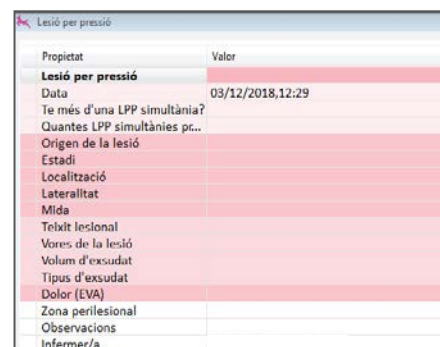 Lesió per pressió
Propietat Valor
Lesió per pressió
Data 03/12/2018,12:29
Te més d'una LPP simultània?
Quantes LPP simultànies pr...
Origen de la lesió
Estadi
Localització
Lateralitat
Mida
Teixit lesional
Vores de la lesió
Volum d'exsudat
Tipus d'exsudat
Dolor (EVA)
Zona perilesional
Observacions
Infermer/a